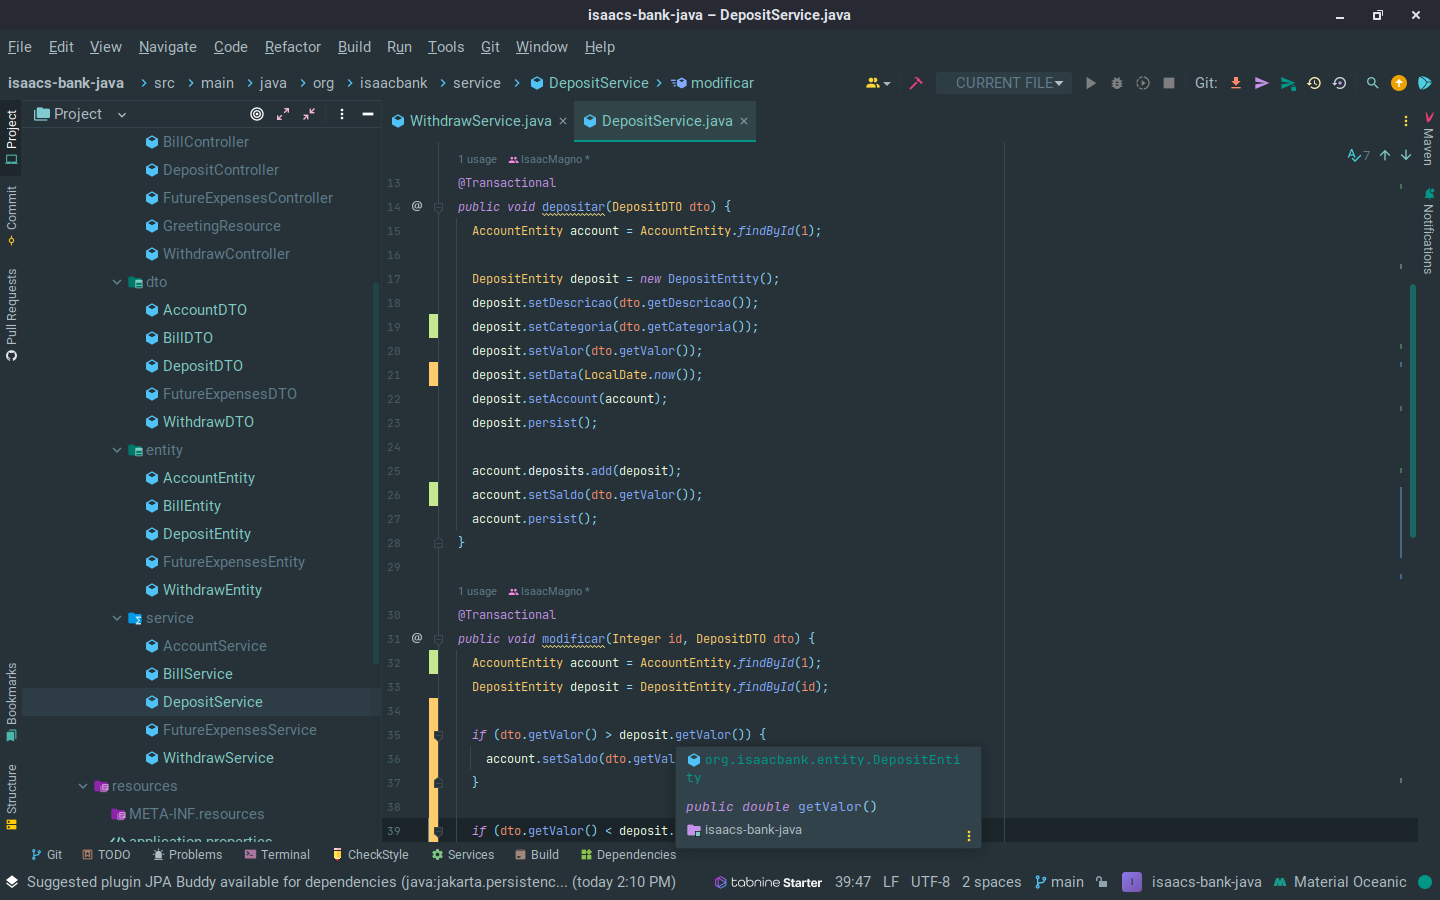 isaacs-bank-java – DepositService.java
File Edit View Navigate Code Refactor Build Run Tools Git Window Help
isaacs-bank-java src main java org isaacbank service DepositService modificar CURRENT FILE Git:
Project
WithdrawService.java DepositService.java
BillController
DepositController
FutureExpensesController
GreetingResource
WithdrawController
dto
AccountDTO
BillDTO
DepositDTO
FutureExpensesDTO
WithdrawDTO
entity
AccountEntity
BillEntity
DepositEntity
FutureExpensesEntity
WithdrawEntity
service
AccountService
BillService
DepositService
FutureExpensesService
WithdrawService
resources
META-INF.resources
application.properties
Project
Commit
Pull Requests
Bookmarks
Structure
1 usage IsaacMagno *
7
13 @Transactional
14 @ public void depositar(DepositDTO dto) {
15 AccountEntity account = AccountEntity.findById(1);
16
17 DepositEntity deposit = new DepositEntity();
18 deposit.setDescricao(dto.getDescricao());
19 deposit.setCategoria(dto.getCategoria());
20 deposit.setValor(dto.getValor());
21 deposit.setData(LocalDate.now());
22 deposit.setAccount(account);
23 deposit.persist();
24
25 account.deposits.add(deposit);
26 account.setSaldo(dto.getValor());
27 account.persist();
28 }
29
1 usage IsaacMagno *
30 @Transactional
31 @ public void modificar(Integer id, DepositDTO dto) {
32 AccountEntity account = AccountEntity.findById(1);
33 DepositEntity deposit = DepositEntity.findById(id);
34
35 if (dto.getValor() > deposit.getValor()) {
36 account.setSaldo(dto.getVal
37 }
38
39 if (dto.getValor() < deposit.
org.isaacbank.entity.DepositEnti
ty
public double getValor()
isaacs-bank-java
Maven
Notifications
Git TODO Problems Terminal CheckStyle Services Build Dependencies
Suggested plugin JPA Buddy available for dependencies (java:jakarta.persistenc... (today 2:10 PM) tabnine Starter 39:47 LF UTF-8 2 spaces main I isaacs-bank-java Material Oceanic